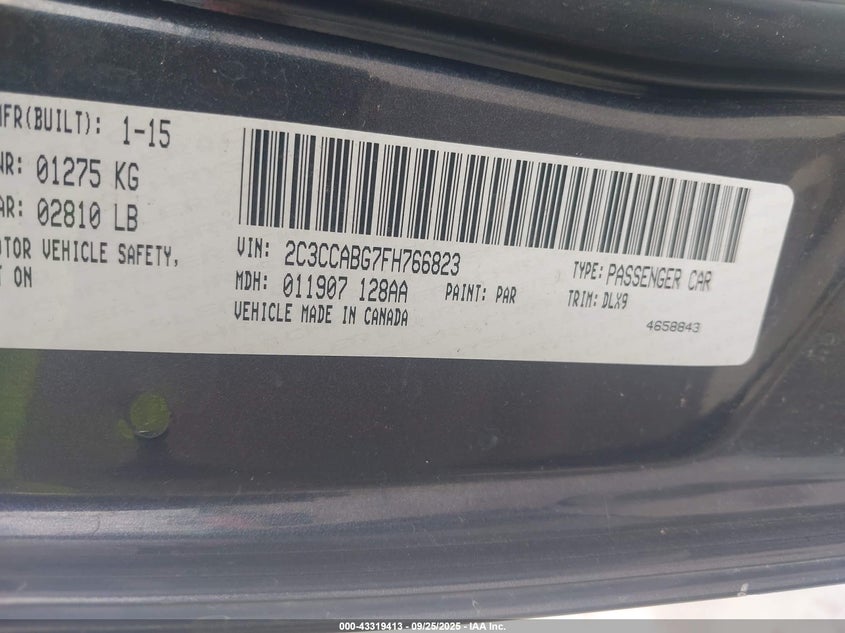 MFR(BUILT): 1-15
WR: 01275 KG
AR: 02810 LB
OTOR VEHICLE SAFETY,
T ON
VIN: 2C3CCABG7FH766823
TYPE: PASSENGER CAR
MDH: 011907 128AA
PAINT: PAR
TRIM: DLX9
VEHICLE MADE IN CANADA
4658843
000-43319413 - 09/25/2025 - IAA Inc.